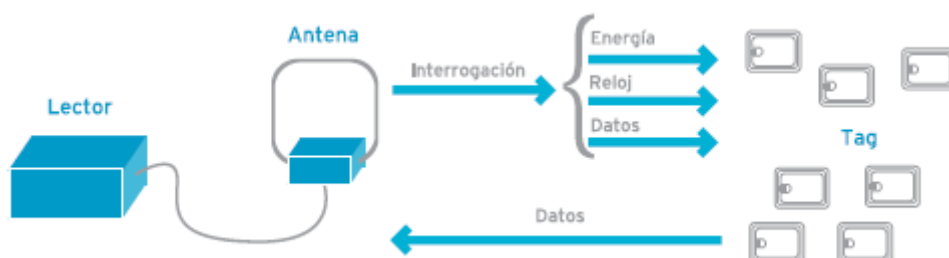 Lector
Antena
Interrogación
Energía
Reloj
Datos
Tag
Datos